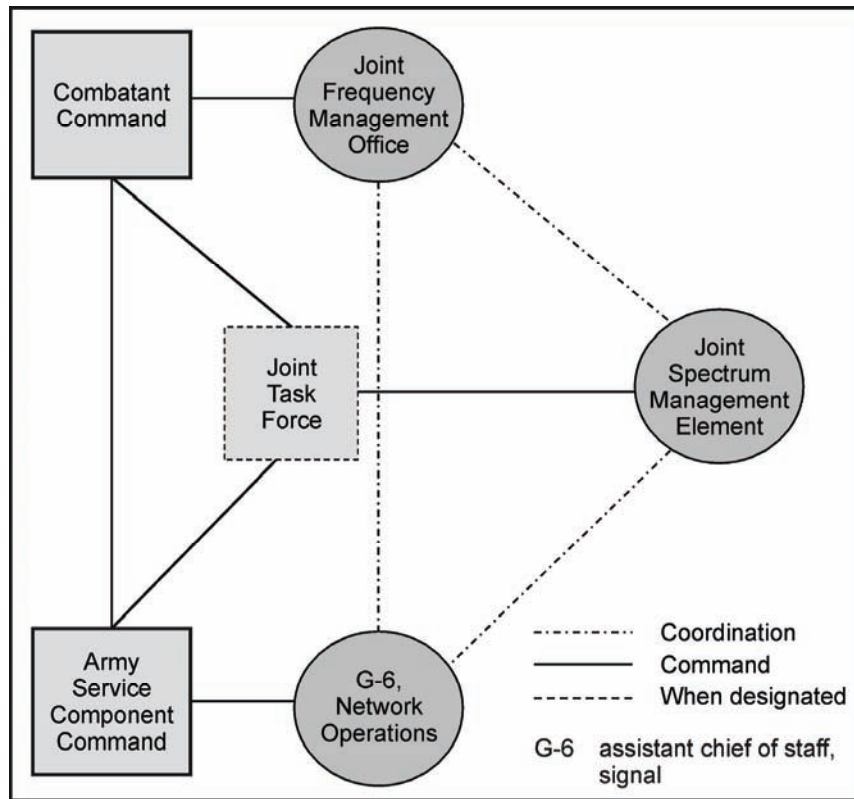 Combatant
Command
Joint
Frequency
Management
Office
Joint
Task
Force
Joint
Spectrum
Management
Element
Army
Service
Component
Command
G-6,
Network
Operations
Coordination
Command
When designated
G-6 assistant chief of staff,
signal